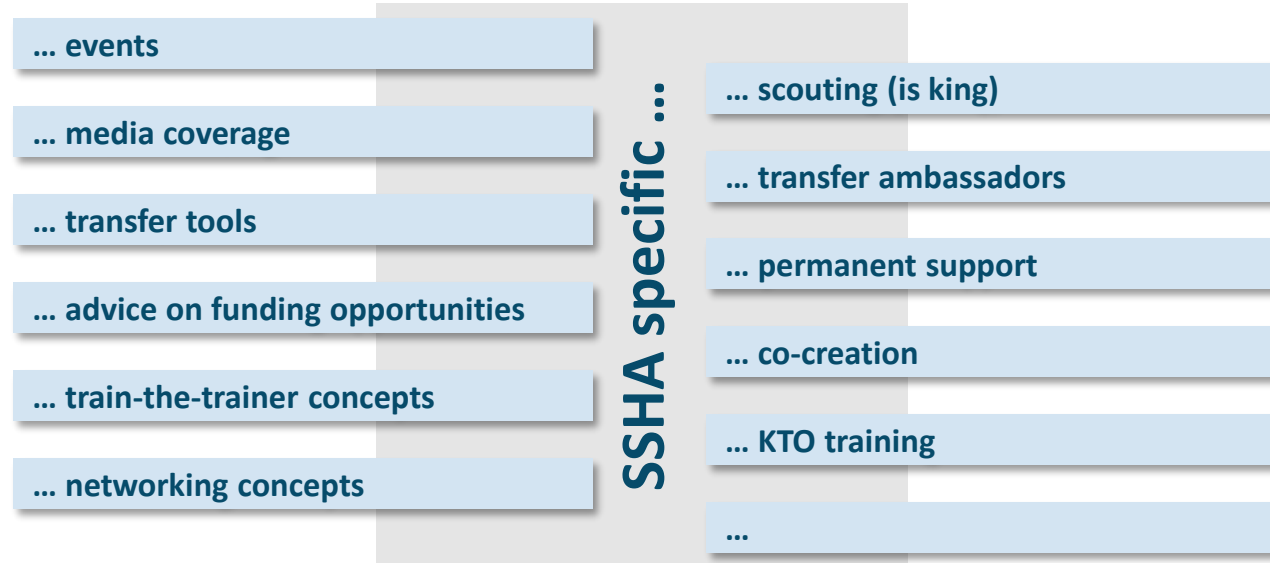 … events
… media coverage
… transfer tools
… advice on funding opportunities
… train-the-trainer concepts
… networking concepts
SSHA specific …
… scouting (is king)
… transfer ambassadors
… permanent support
… co-creation
… KTO training
…